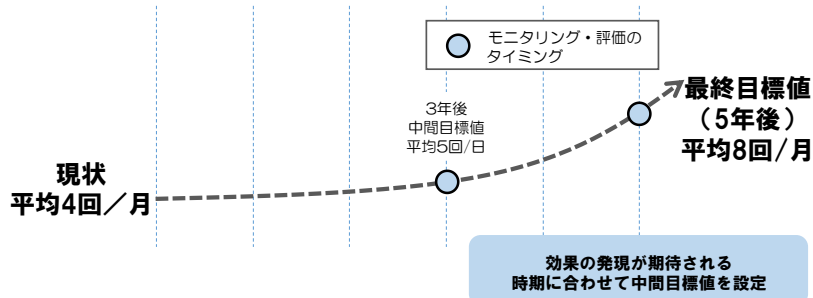 モニタリング・評価の
タイミング
3年後
中間目標値
平均5回/日
最終目標値
（5年後）
平均8回/月
現状
平均4回／月
効果の発現が期待される
時期に合わせて中間目標値を設定